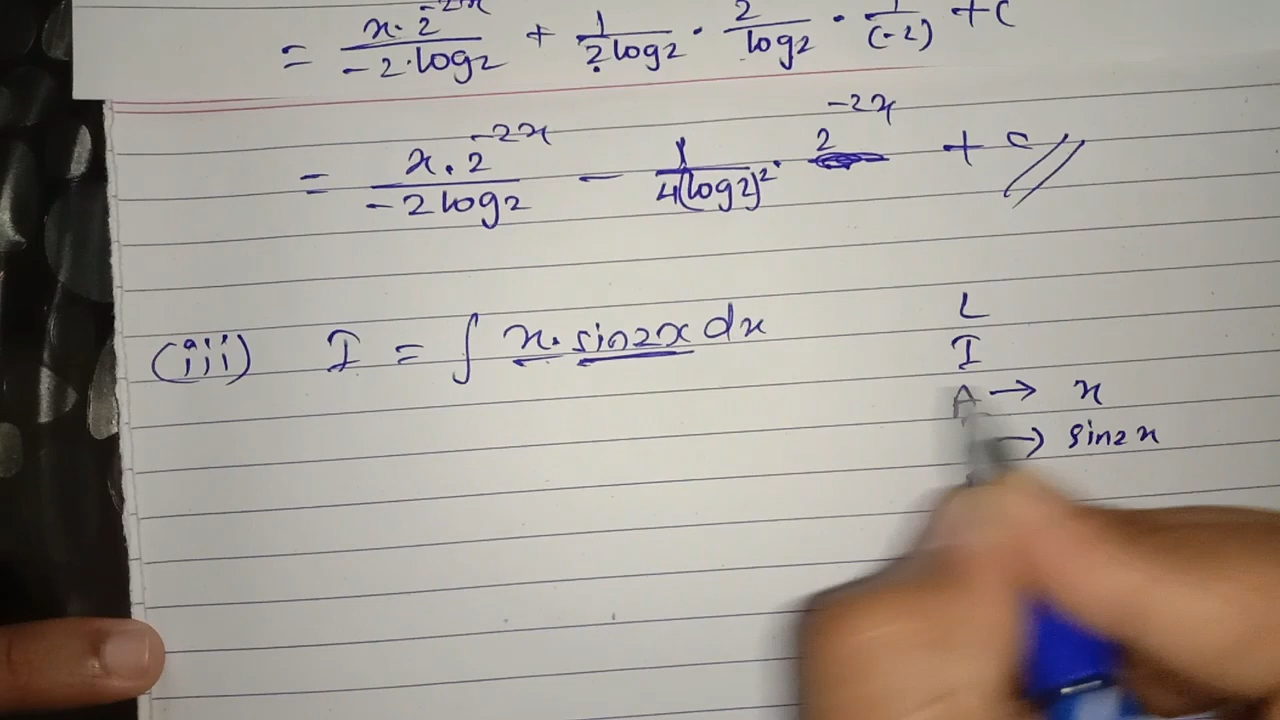 = x·2^-2x / -2·log2 + 1 / 2log2 · 2 / log2 · 1 / (-2) + C
= x·2^-2x / -2log2 - 1 / 4(log2)^2 · 2^-2x + c //
(iii) I = ∫ x·sin2x dx
L
I
A → x
→ sin2x